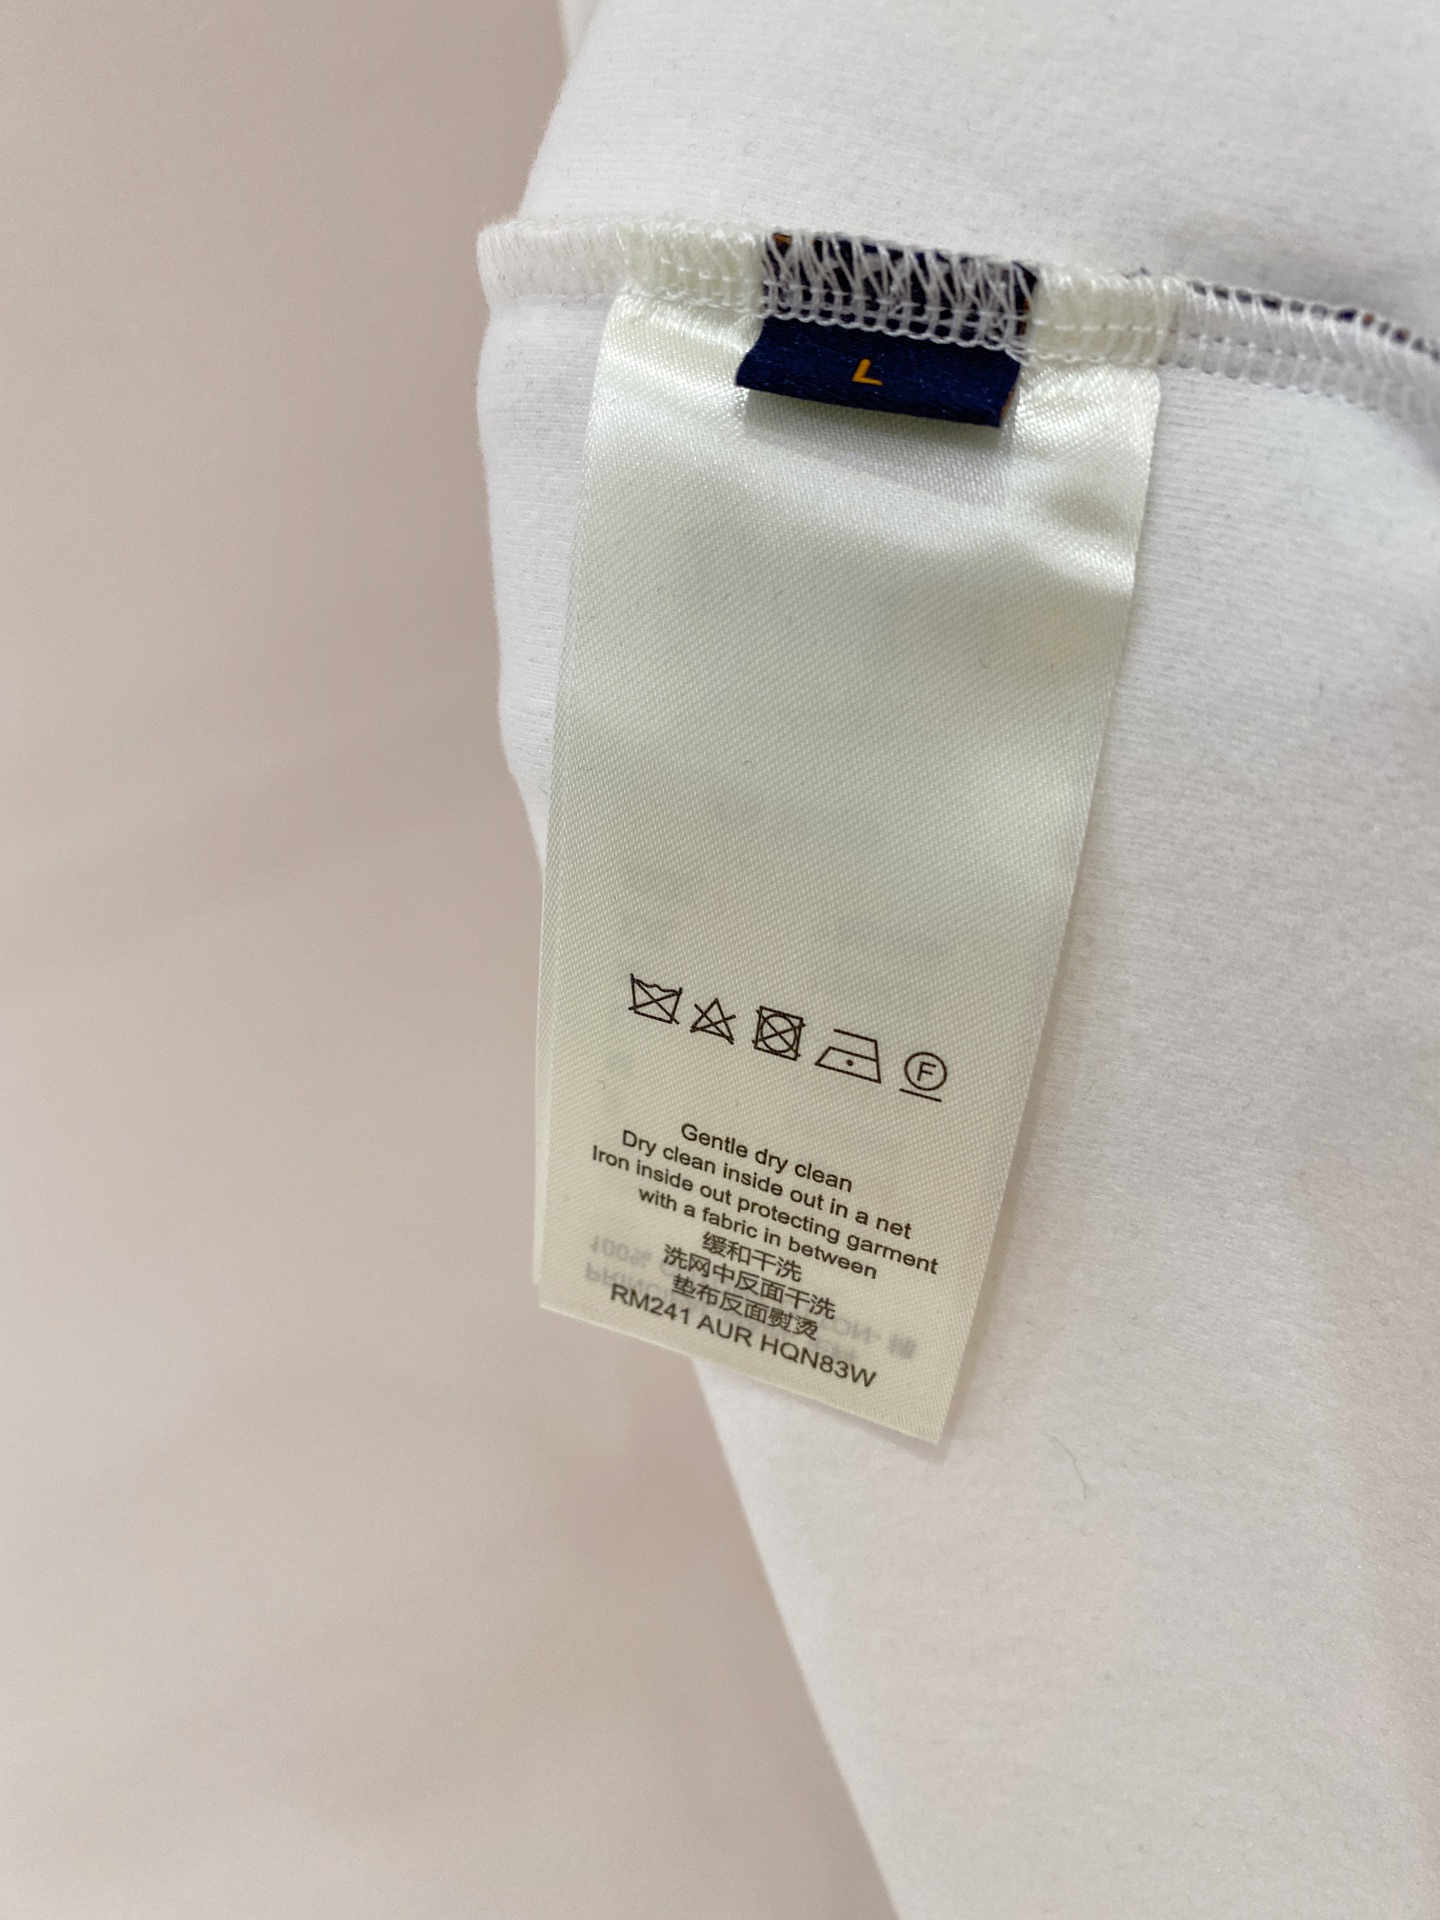 L
F
Gentle dry clean
Dry clean inside out in a net
Iron inside out protecting garment
with a fabric in between
缓和干洗
洗网中反面干洗
垫布反面熨烫
RM241 AUR HQN83W